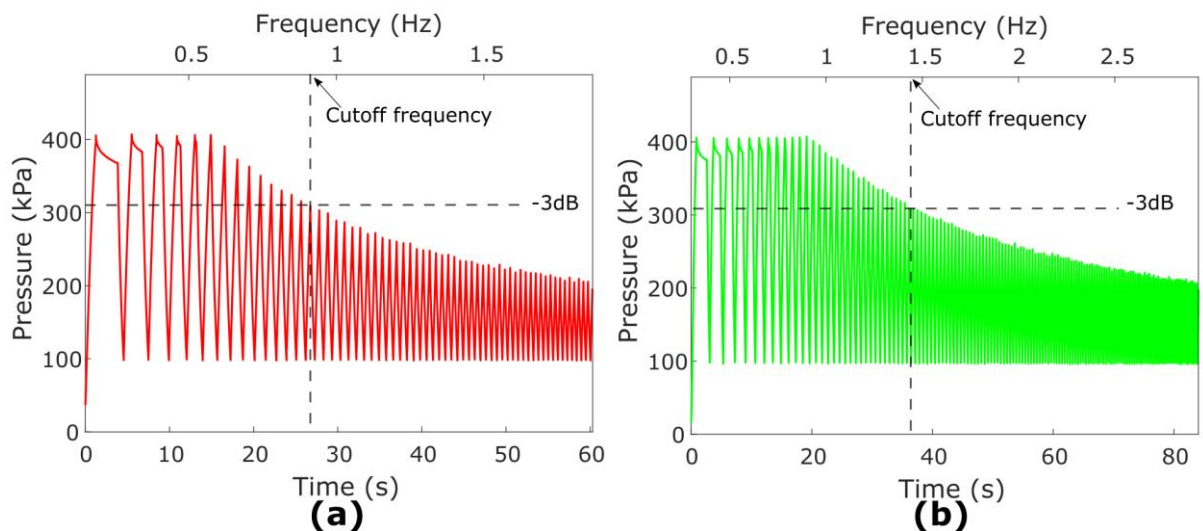 Frequency (Hz)
0.5 1 1.5
Cutoff frequency
-3dB
Pressure (kPa)
400
300
200
100
0
0 10 20 30 40 50 60
Time (s)
(a)
Frequency (Hz)
0.5 1 1.5 2 2.5
Cutoff frequency
-3dB
Pressure (kPa)
400
300
200
100
0
0 20 40 60 80
Time (s)
(b)